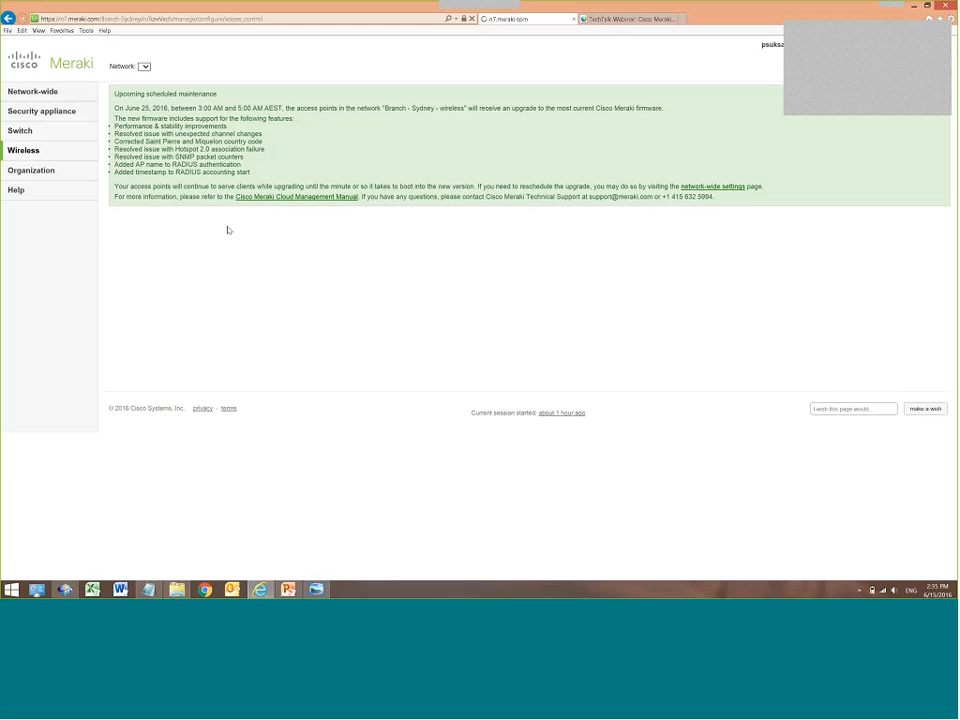 https://n7.meraki.com/Branch-Sydney/n/RzwWxch/manage/configure/access_control
n7.meraki.com
TechTalk Webinar: Cisco Meraki...
File Edit View Favorites Tools Help
CISCO Meraki
Network:
psuksa
Network-wide
Security appliance
Switch
Wireless
Organization
Help
Upcoming scheduled maintenance
On June 25, 2016, between 3:00 AM and 5:00 AM AEST, the access points in the network "Branch - Sydney - wireless" will receive an upgrade to the most current Cisco Meraki firmware.
The new firmware includes support for the following features:
• Performance & stability improvements
• Resolved issue with unexpected channel changes
• Corrected Saint Pierre and Miquelon country code
• Resolved issue with Hotspot 2.0 association failure
• Resolved issue with SNMP packet counters
• Added AP name to RADIUS authentication
• Added timestamp to RADIUS accounting start
Your access points will continue to serve clients while upgrading until the minute or so it takes to boot into the new version. If you need to reschedule the upgrade, you may do so by visiting the network-wide settings page.
For more information, please refer to the Cisco Meraki Cloud Management Manual. If you have any questions, please contact Cisco Meraki Technical Support at support@meraki.com or +1 415 632 5994.
© 2016 Cisco Systems, Inc. privacy - terms
Current session started: about 1 hour ago
I wish this page would...
make a wish
ENG
2:35 PM
6/15/2016